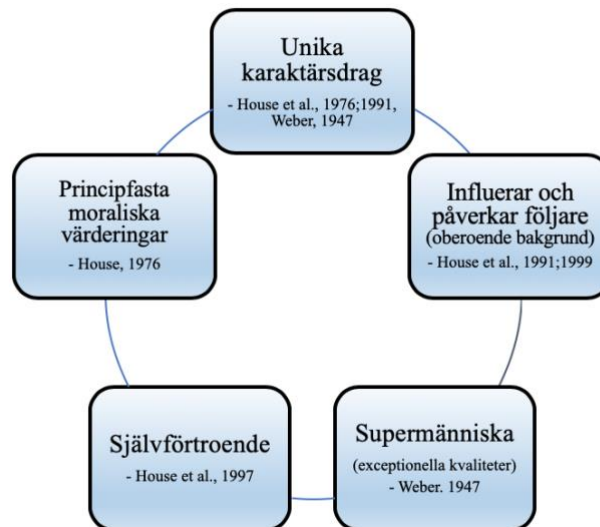 Unika
karaktärsdrag
- House et al., 1976;1991,
Weber, 1947
Principfasta
moraliska
värderingar
- House, 1976
Influerar och
påverkar följare
(oberoende bakgrund)
- House et al., 1991;1999
Självförtroende
- House et al., 1997
Supermänniska
(exceptionella kvaliteter)
- Weber. 1947